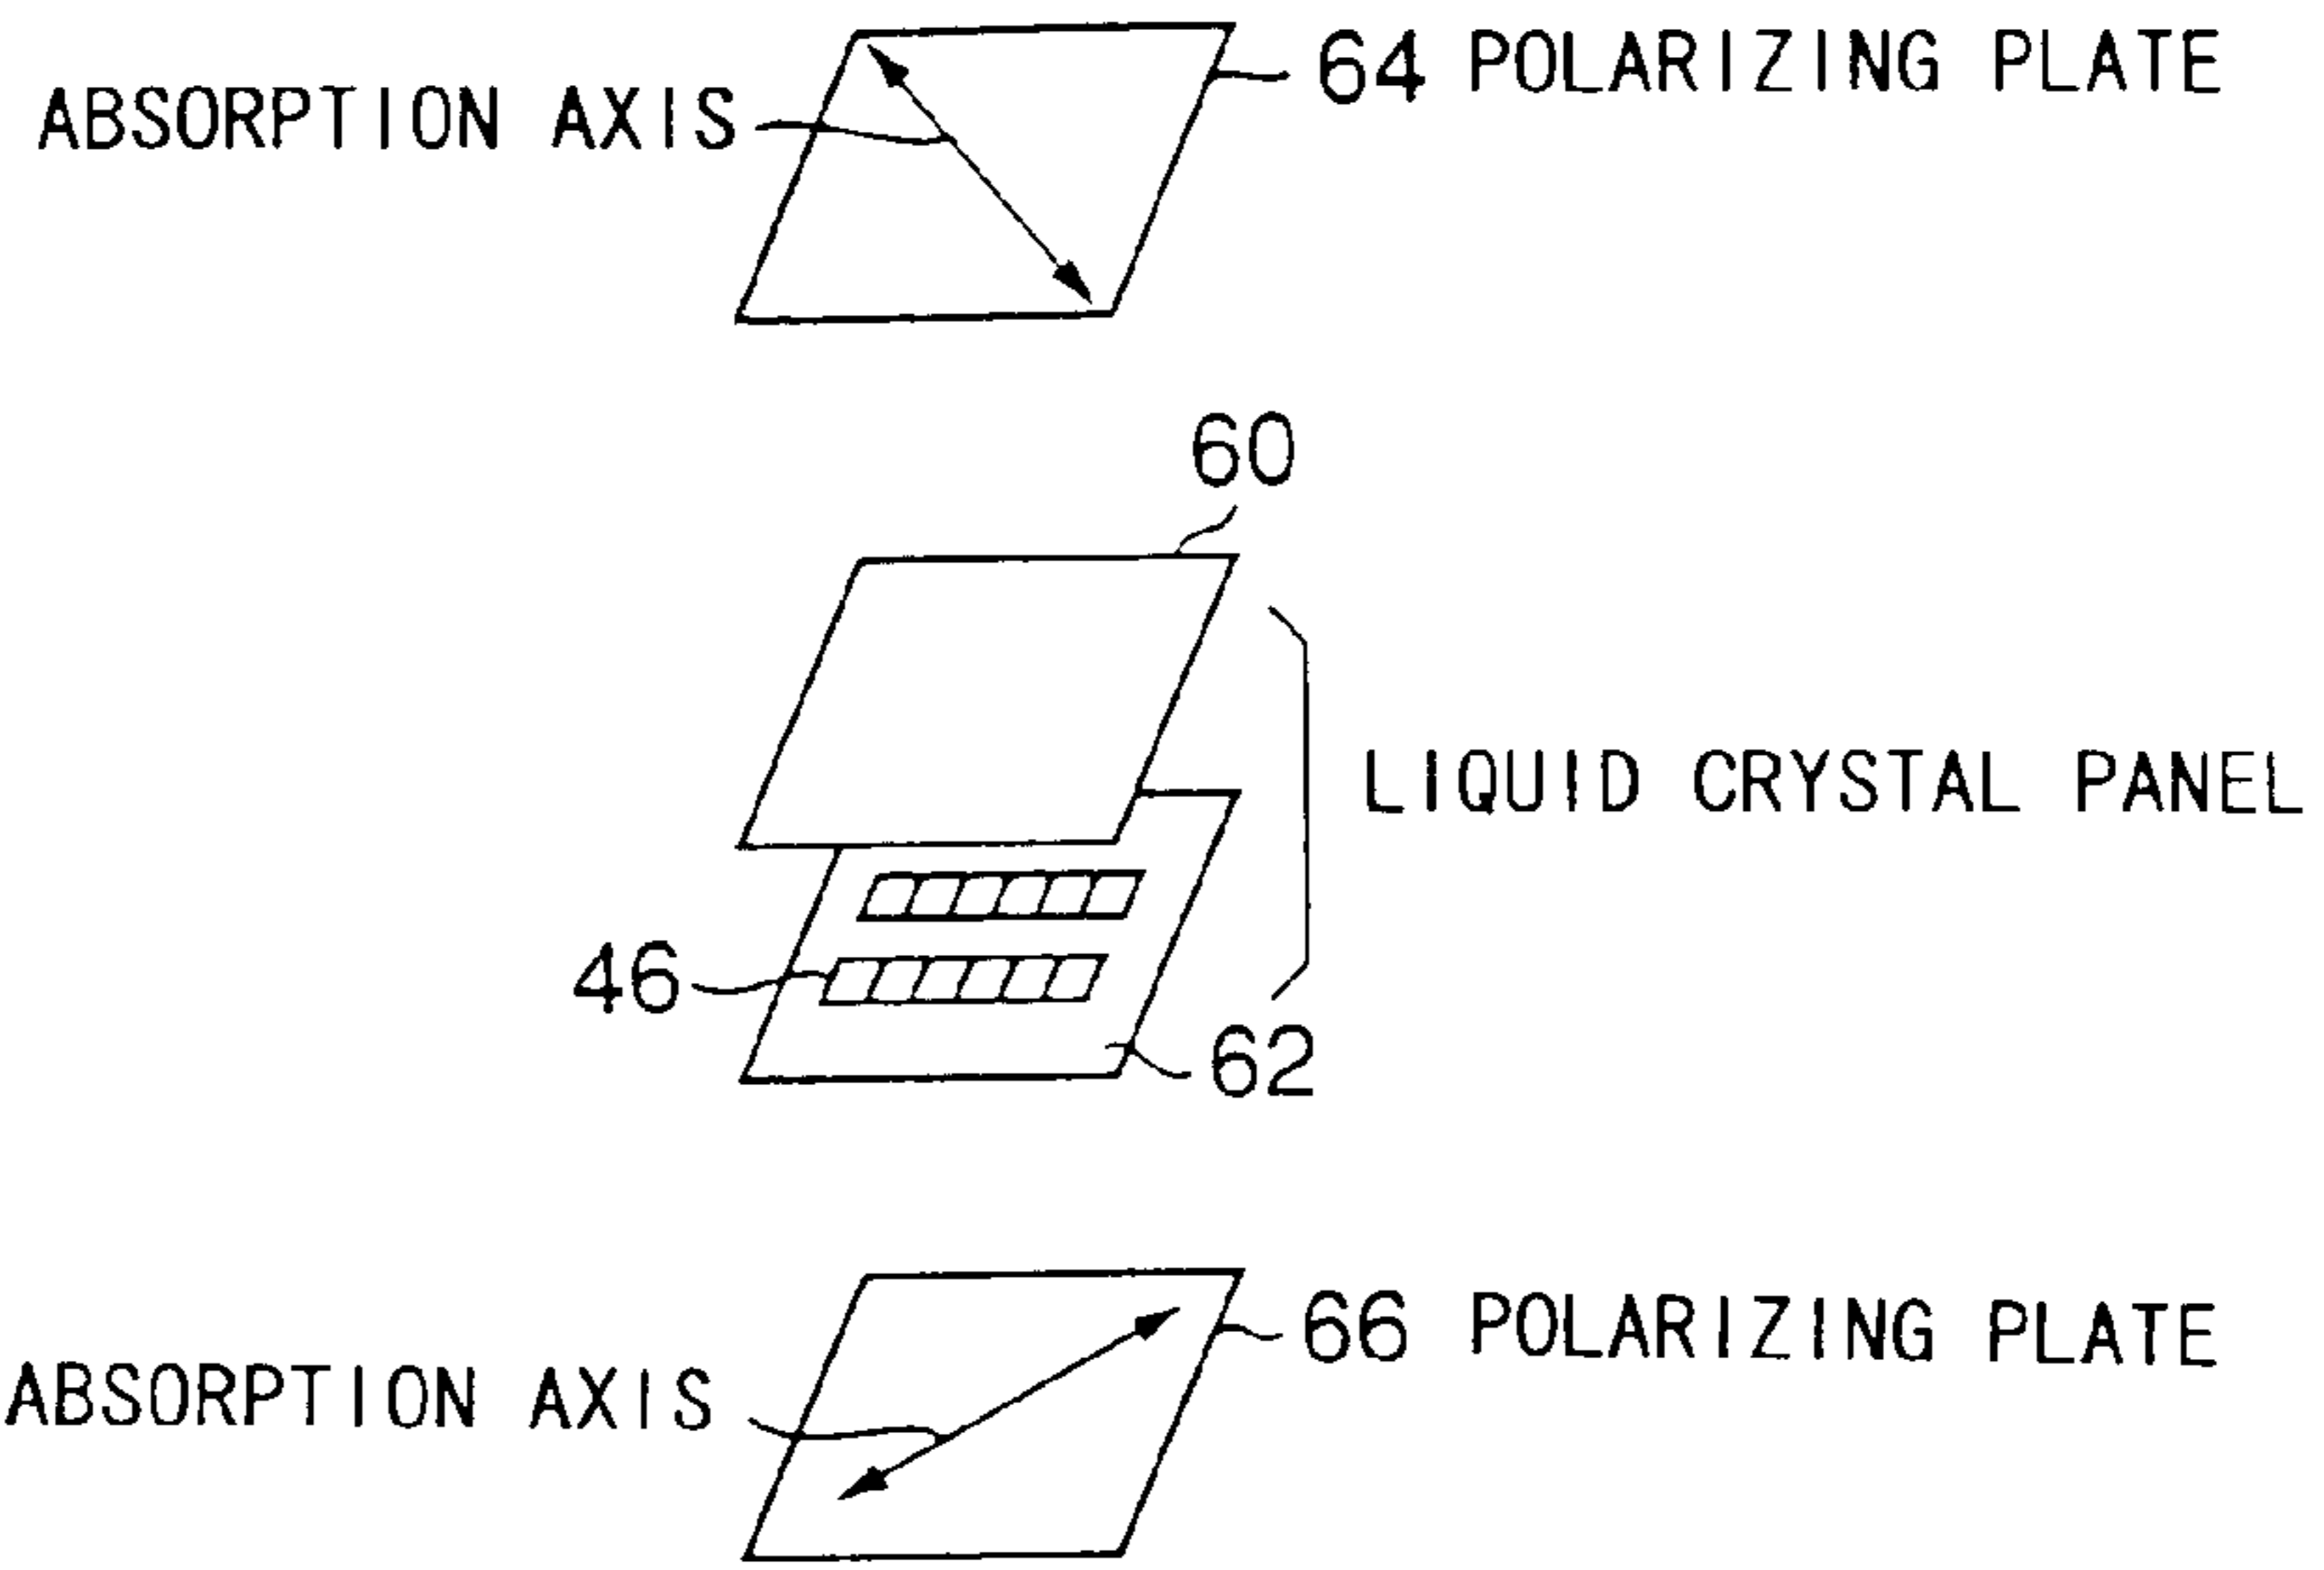 64 POLARIZING PLATE
ABSORPTION AXIS
60
LIQUID CRYSTAL PANEL
46
62
66 POLARIZING PLATE
ABSORPTION AXIS